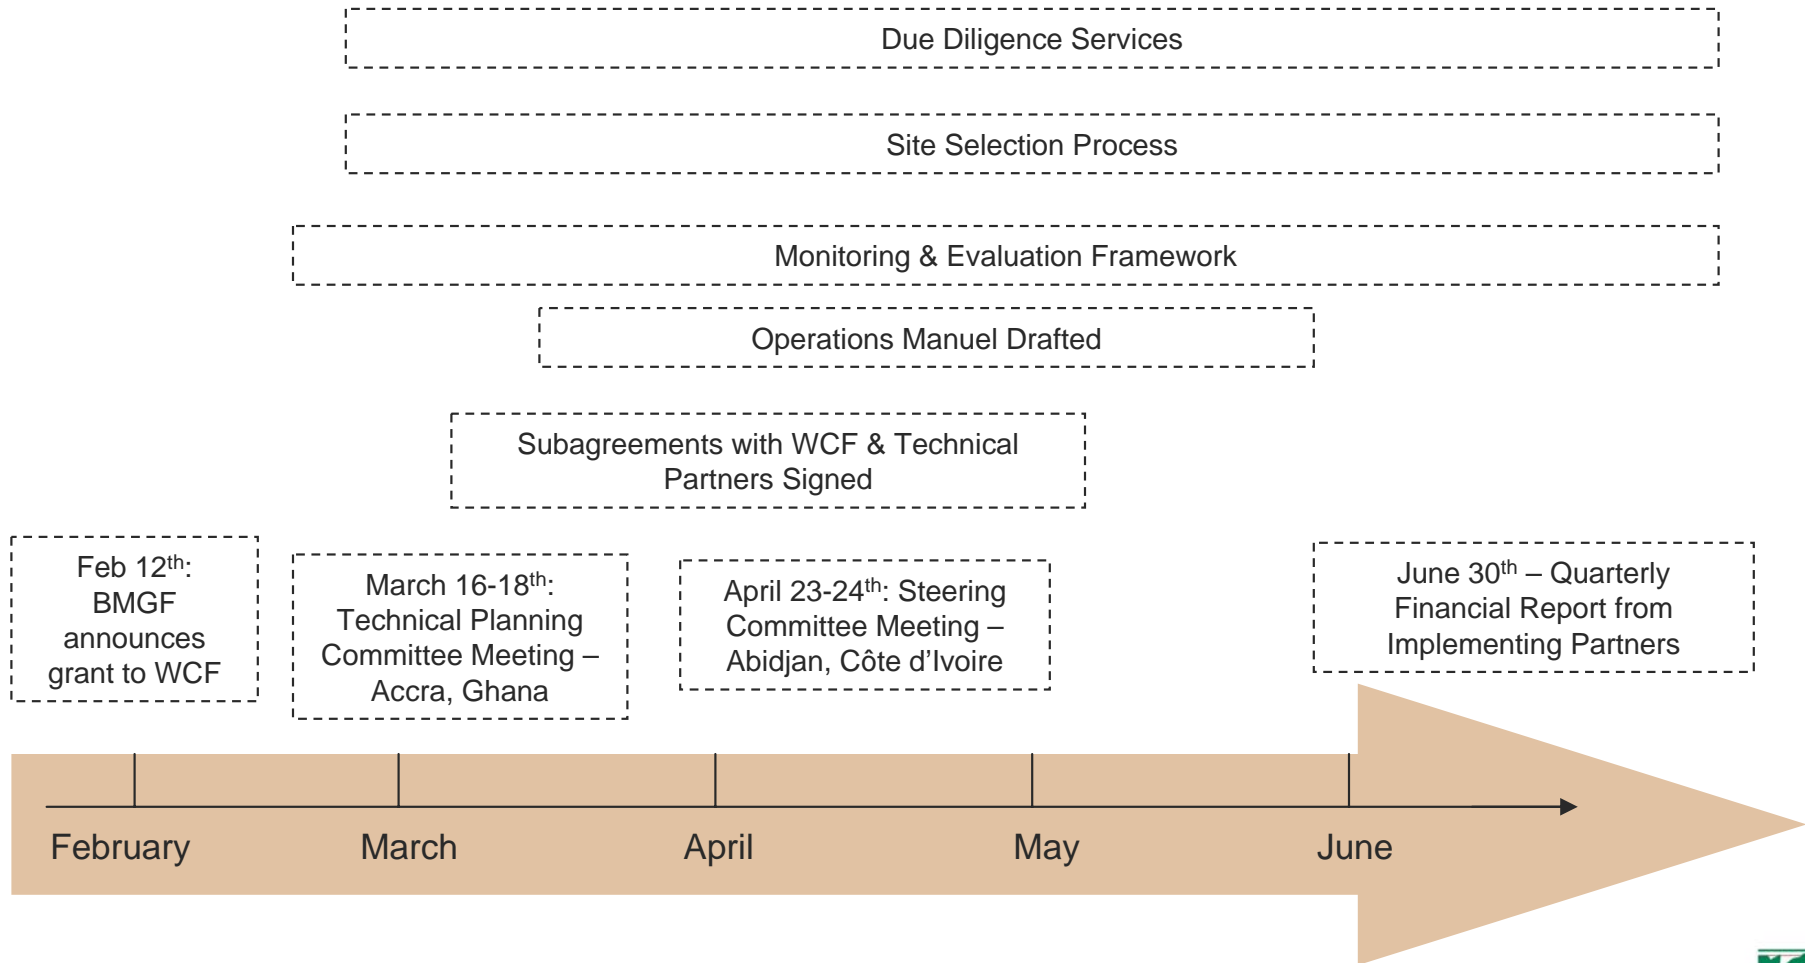 Due Diligence Services
Site Selection Process
Monitoring & Evaluation Framework
Operations Manuel Drafted
Subagreements with WCF & Technical
Partners Signed
Feb 12th:
BMGF
announces
grant to WCF
March 16-18th:
Technical Planning
Committee Meeting –
Accra, Ghana
April 23-24th: Steering
Committee Meeting –
Abidjan, Côte d’Ivoire
June 30th – Quarterly
Financial Report from
Implementing Partners
February
March
April
May
June